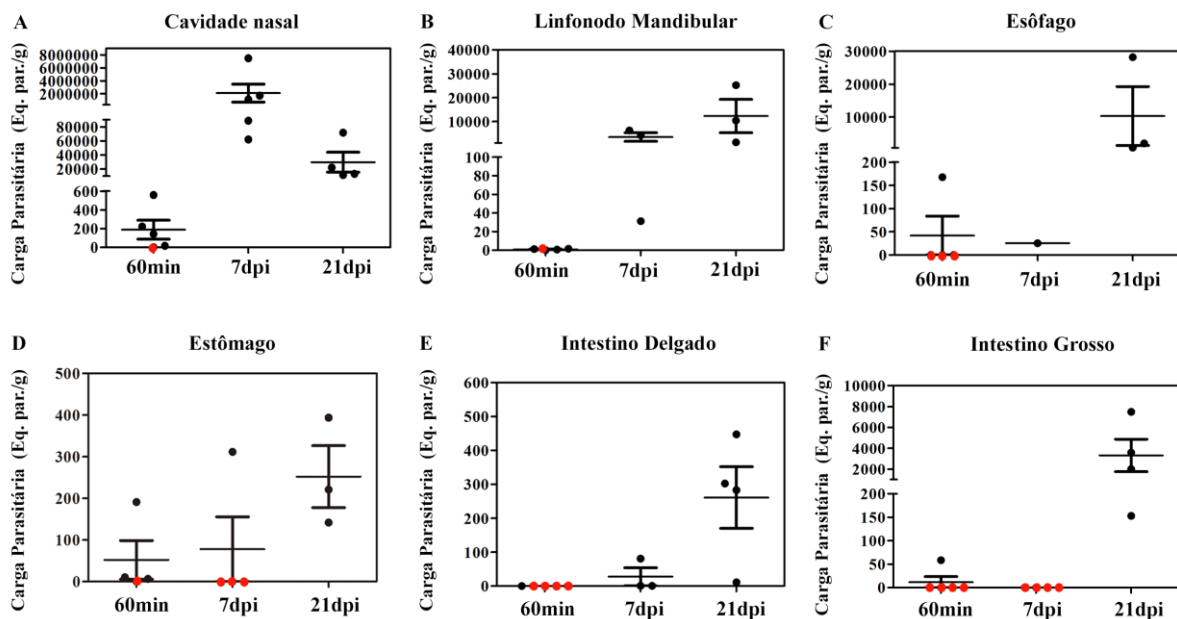 A
Cavidade nasal
Carga Parasitária (Eq. par./g)
8000000
6000000
4000000
2000000
80000
60000
40000
20000
600
400
200
0
60min 7dpi 21dpi
B
Linfonodo Mandibular
Carga Parasitária (Eq. par./g)
40000
30000
20000
10000
100
80
60
40
20
0
60min 7dpi 21dpi
C
Esôfago
Carga Parasitária (Eq. par./g)
30000
20000
10000
200
150
100
50
0
60min 7dpi 21dpi
D
Estômago
Carga Parasitária (Eq. par./g)
500
400
300
200
100
0
60min 7dpi 21dpi
E
Intestino Delgado
Carga Parasitária (Eq. par./g)
600
500
400
300
200
100
0
60min 7dpi 21dpi
F
Intestino Grosso
Carga Parasitária (Eq. par./g)
10000
8000
6000
4000
2000
200
150
100
50
0
60min 7dpi 21dpi